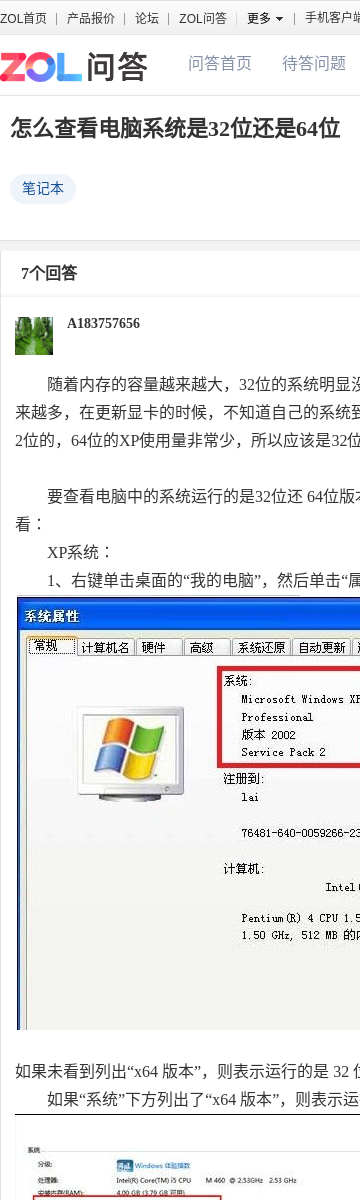 ZOL首页 | 产品报价 | 论坛 | ZOL问答 更多 | 手机客户端
ZOL问答 问答首页 待答问题
怎么查看电脑系统是32位还是64位
笔记本
7个回答
A183757656
随着内存的容量越来越大，32位的系统明显没
来越多，在更新显卡的时候，不知道自己的系统到
2位的，64位的XP使用量非常少，所以应该是32位
要查看电脑中的系统运行的是32位还 64位版本
看：
XP系统：
1、右键单击桌面的“我的电脑”，然后单击“属
系统属性
常规 计算机名 硬件 高级 系统还原 自动更新
系统:
Microsoft Windows XP
Professional
版本 2002
Service Pack 2
注册到:
lai
76481-640-0059266-23
计算机:
Intel
Pentium(R) 4 CPU 1.5
1.50 GHz, 512 MB 的内
如果未看到列出“x64 版本”，则表示运行的是 32 位
如果“系统”下方列出了“x64 版本”，则表示运
系统
分级: 4.1 Windows 体验指数
处理器: Intel(R) Core(TM) i5 CPU M 460 @ 2.53GHz 2.53 GHz
安装内存(RAM): 4.00 GB (3.79 GB 可用)